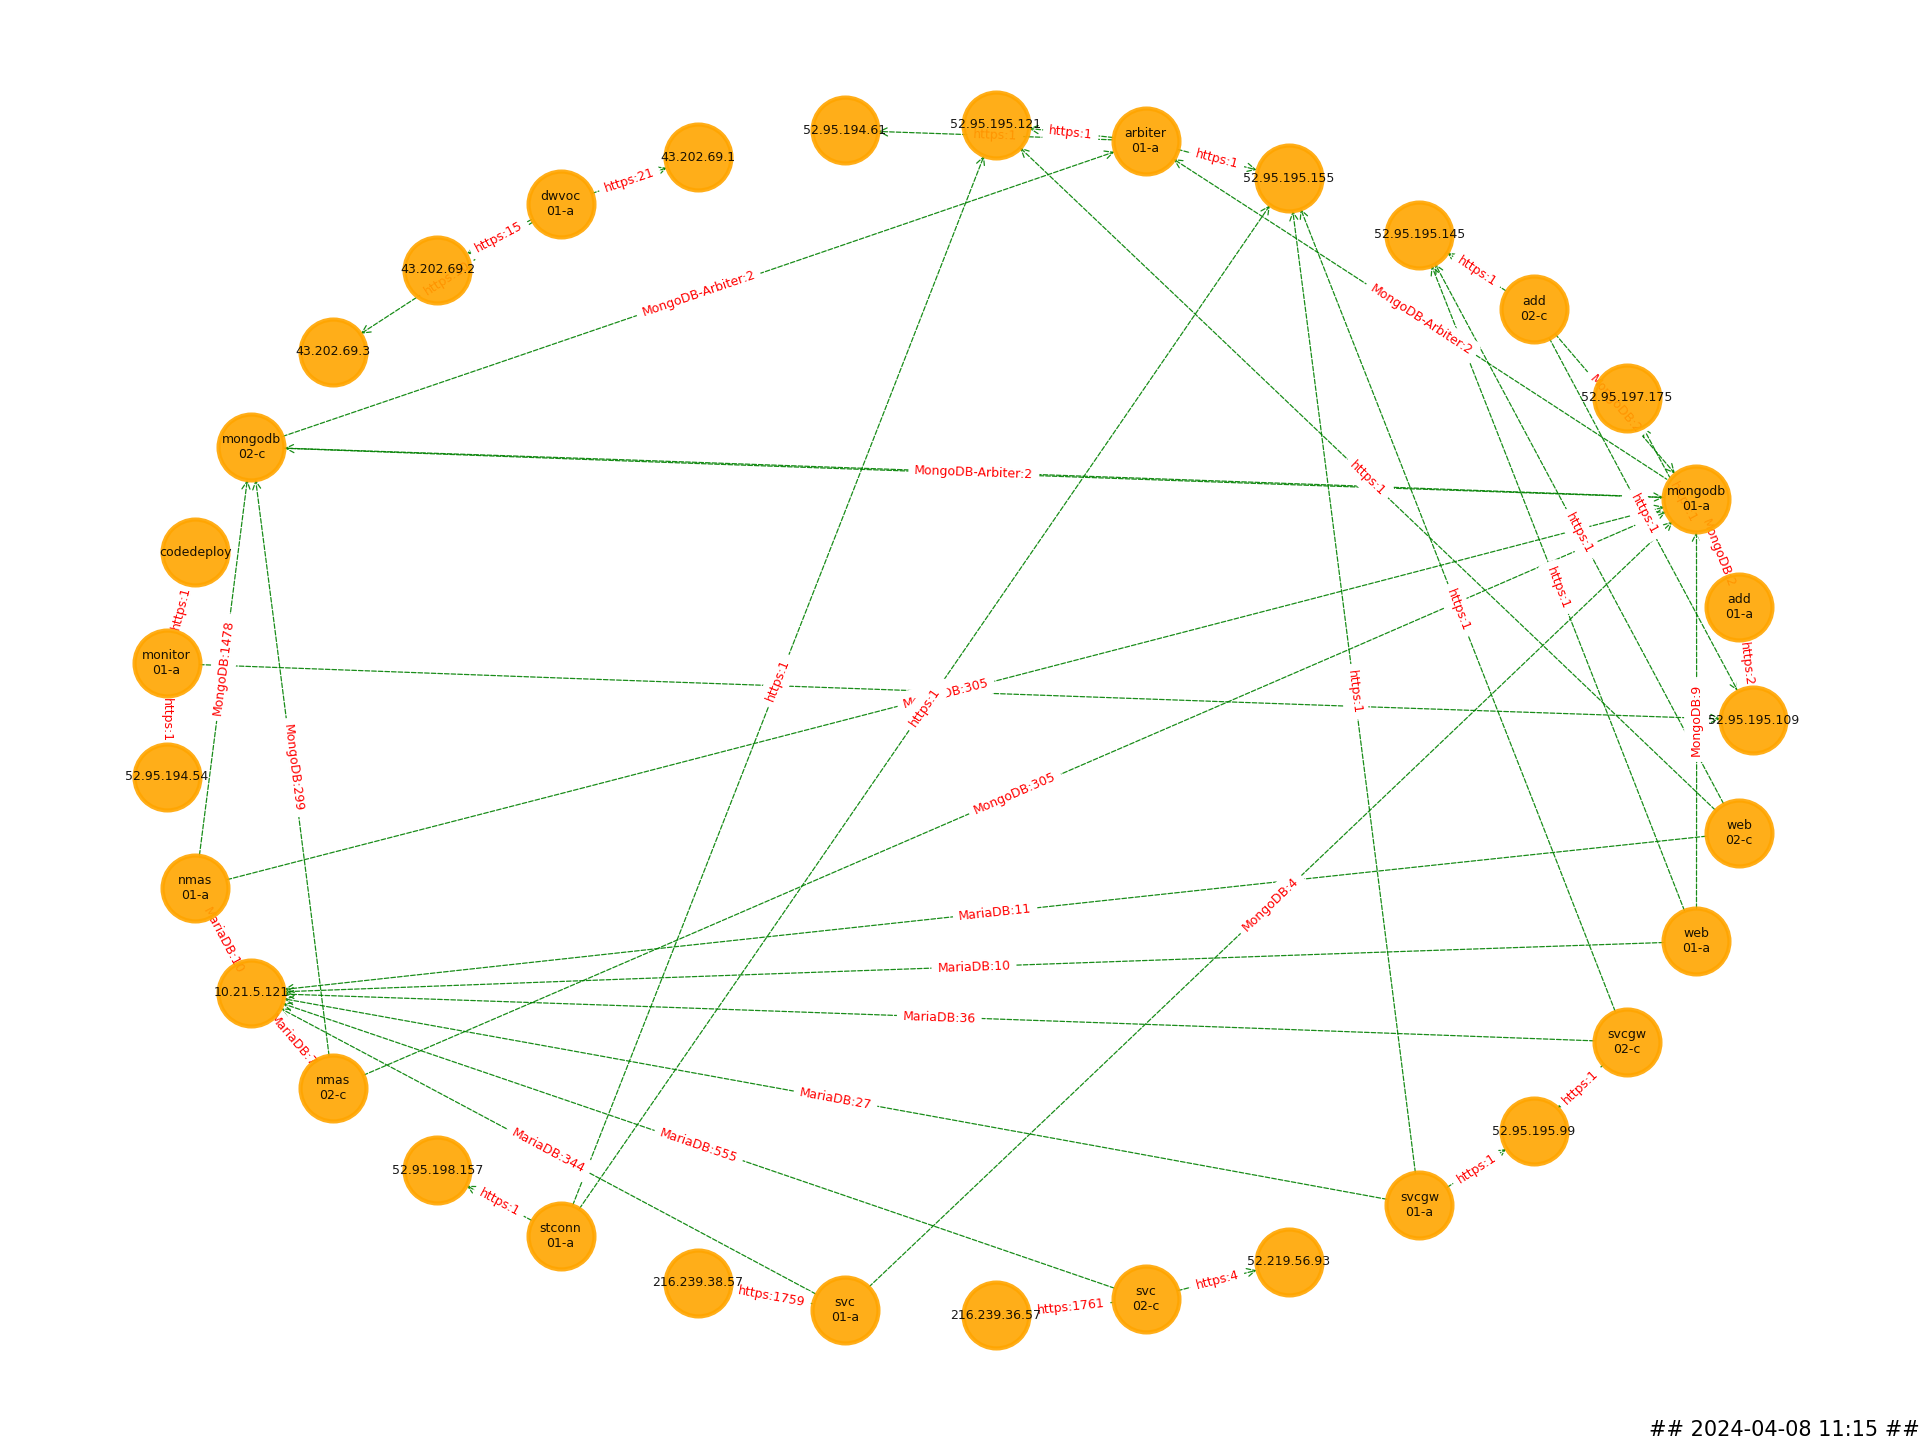 52.95.194.61
52.95.195.121
https:1
https:1
arbiter
01-a
https:1
52.95.195.155
43.202.69.1
https:21
dwvoc
01-a
https:15
43.202.69.2
43.202.69.3
52.95.195.145
https:1
add
02-c
52.95.197.175
MongoDB-Arbiter:2
MongoDB-Arbiter:2
mongodb
02-c
MongoDB-Arbiter:2
https:1
mongodb
01-a
https:1
https:1
codedeploy
https:1
https:1
https:1
add
01-a
monitor
01-a
MongoDB:1478
https:1
https:2
https:1
https:1
https:1
MongoDB:9
52.95.195.109
52.95.194.54
MongoDB:299
MongoDB:305
web
02-c
nmas
01-a
MongoDB:4
MariaDB:11
web
01-a
MariaDB:10
10.21.5.121
MariaDB:36
svcgw
02-c
nmas
02-c
MariaDB:27
https:1
52.95.195.99
MariaDB:344
MariaDB:555
52.95.198.157
https:1
https:1
svcgw
01-a
stconn
01-a
216.239.38.57
https:1759
svc
01-a
216.239.36.57
https:1761
svc
02-c
https:4
52.219.56.93
## 2024-04-08 11:15 ##